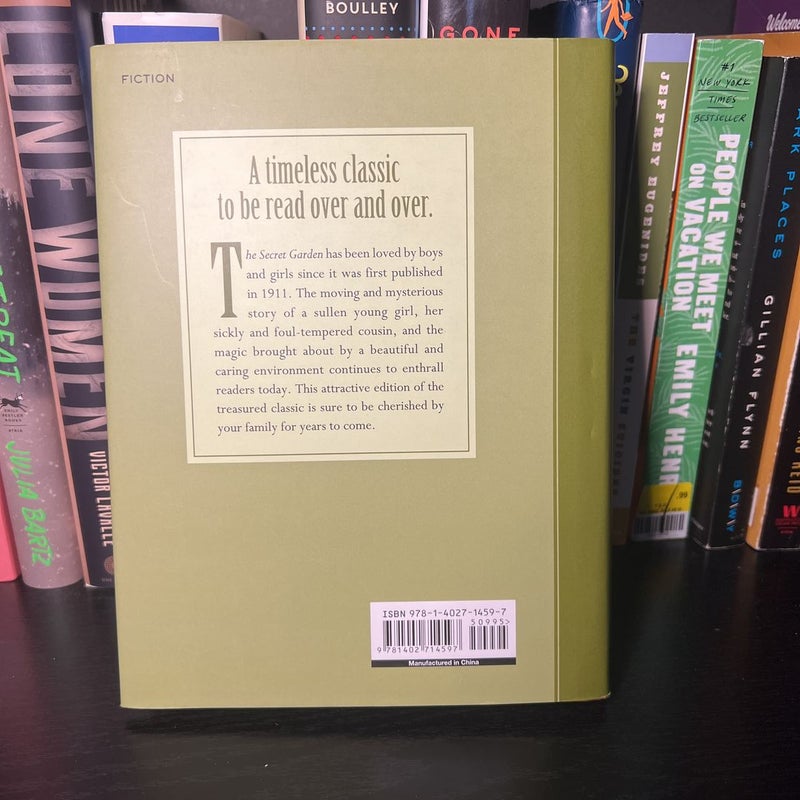 FICTION
A timeless classic
to be read over and over.
The Secret Garden has been loved by boys
and girls since it was first published
in 1911. The moving and mysterious
story of a sullen young girl, her
sickly and foul-tempered cousin, and the
magic brought about by a beautiful and
caring environment continues to enthrall
readers today. This attractive edition of the
treasured classic is sure to be cherished by
your family for years to come.
ISBN 978-1-4027-1459-7
50995>
9 781402 714597
Manufactured in China
LONE WOMEN
VICTOR LAVALLE
JULIA BARTZ
BOULLEY
GONE
JEFFREY EUGENIDES
THE VIRGIN SUICIDES
#1
NEW YORK
TIMES
BESTSELLER
PEOPLE WE MEET
ON VACATION
EMILY HENR
.99
ARK PLACES
GILLIAN FLYNN
Welcome